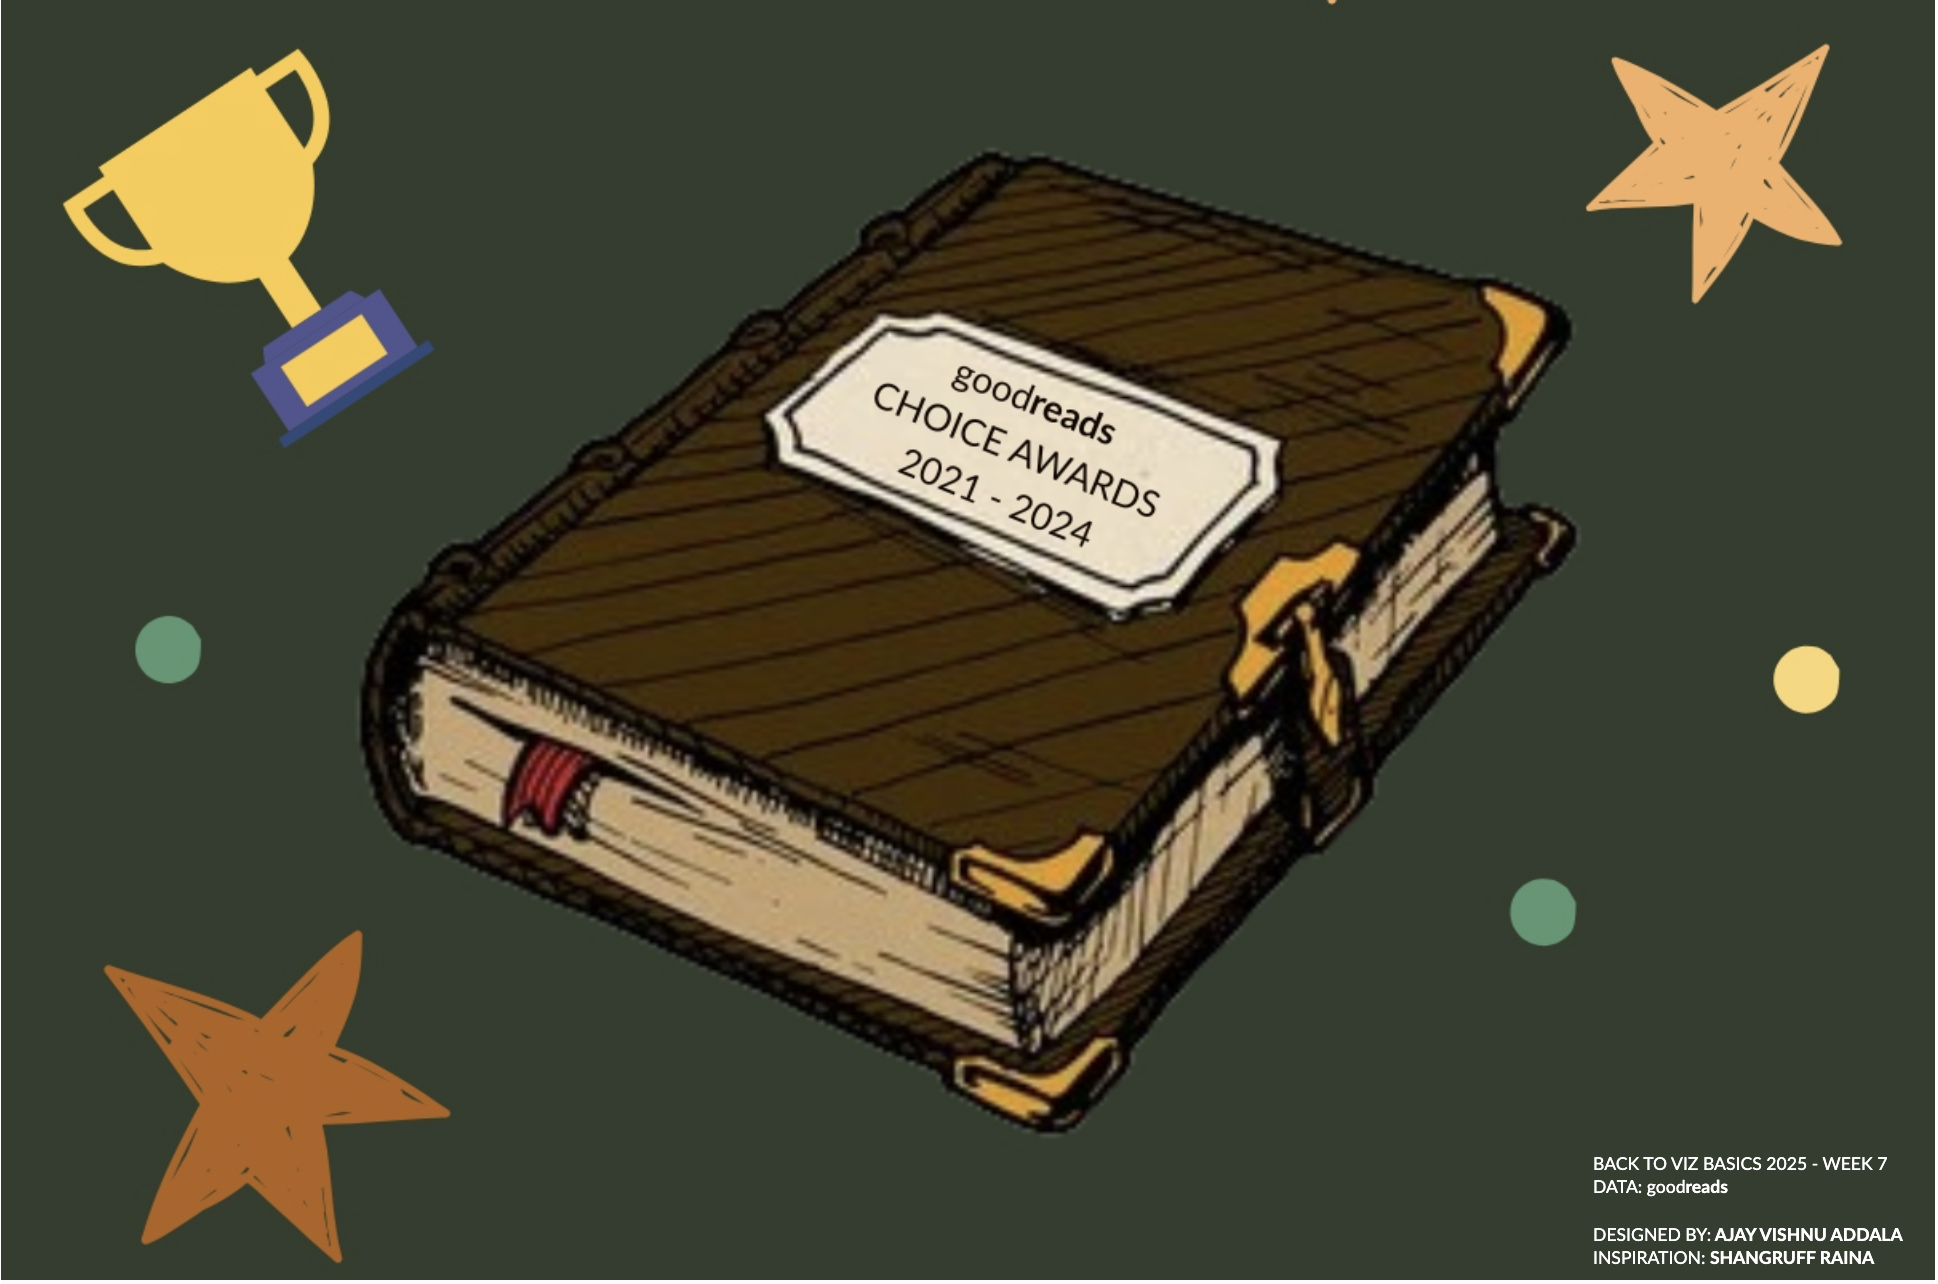 goodreads
CHOICE AWARDS
2021 - 2024
BACK TO VIZ BASICS 2025 - WEEK 7
DATA: goodreads
DESIGNED BY: AJAY VISHNU ADDALA
INSPIRATION: SHANGRUFF RAINA